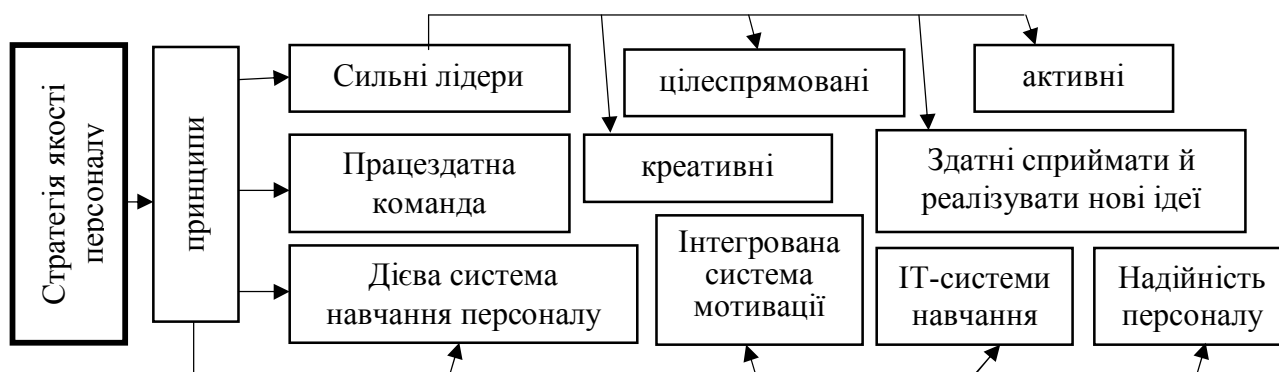 Стратегія якості
персоналу
принципи
Сильні лідери
цілеспрямовані
активні
Працездатна
команда
креативні
Здатні сприймати й
реалізувати нові ідеї
Дієва система
навчання персоналу
Інтегрована
система
мотивації
ІТ-системи
навчання
Надійність
персоналу